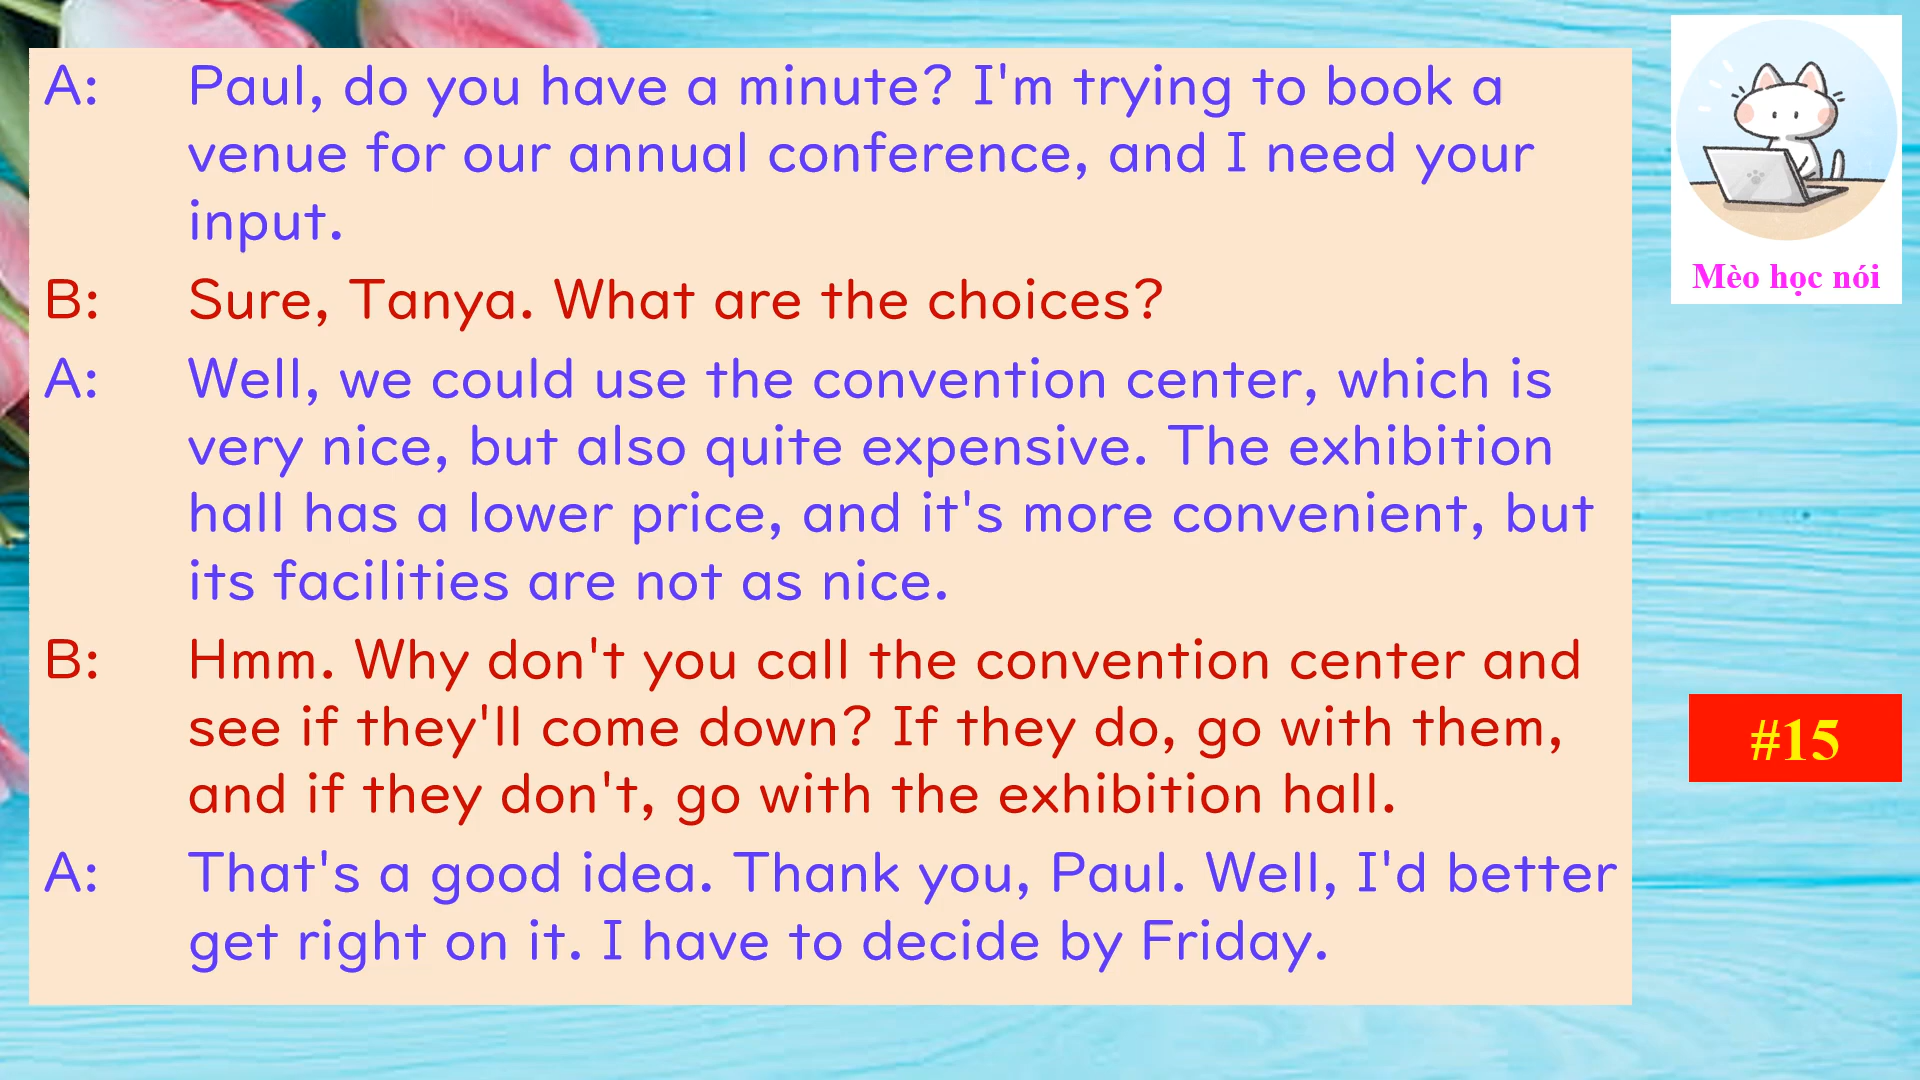 A: Paul, do you have a minute? I'm trying to book a
venue for our annual conference, and I need your
input.
B: Sure, Tanya. What are the choices?
A: Well, we could use the convention center, which is
very nice, but also quite expensive. The exhibition
hall has a lower price, and it's more convenient, but
its facilities are not as nice.
B: Hmm. Why don't you call the convention center and
see if they'll come down? If they do, go with them,
and if they don't, go with the exhibition hall.
A: That's a good idea. Thank you, Paul. Well, I'd better
get right on it. I have to decide by Friday.
Mèo học nói
#15